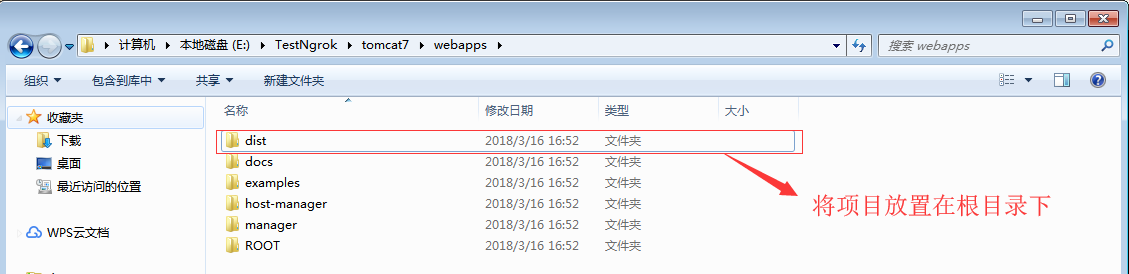 计算机 本地磁盘 (E:) TestNgrok tomcat7 webapps 搜索 webapps
组织 包含到库中 共享 新建文件夹
收藏夹
下载
桌面
最近访问的位置
WPS云文档
名称 修改日期 类型 大小
dist 2018/3/16 16:52 文件夹
docs 2018/3/16 16:52 文件夹
examples 2018/3/16 16:52 文件夹
host-manager 2018/3/16 16:52 文件夹
manager 2018/3/16 16:52 文件夹
ROOT 2018/3/16 16:52 文件夹
将项目放置在根目录下